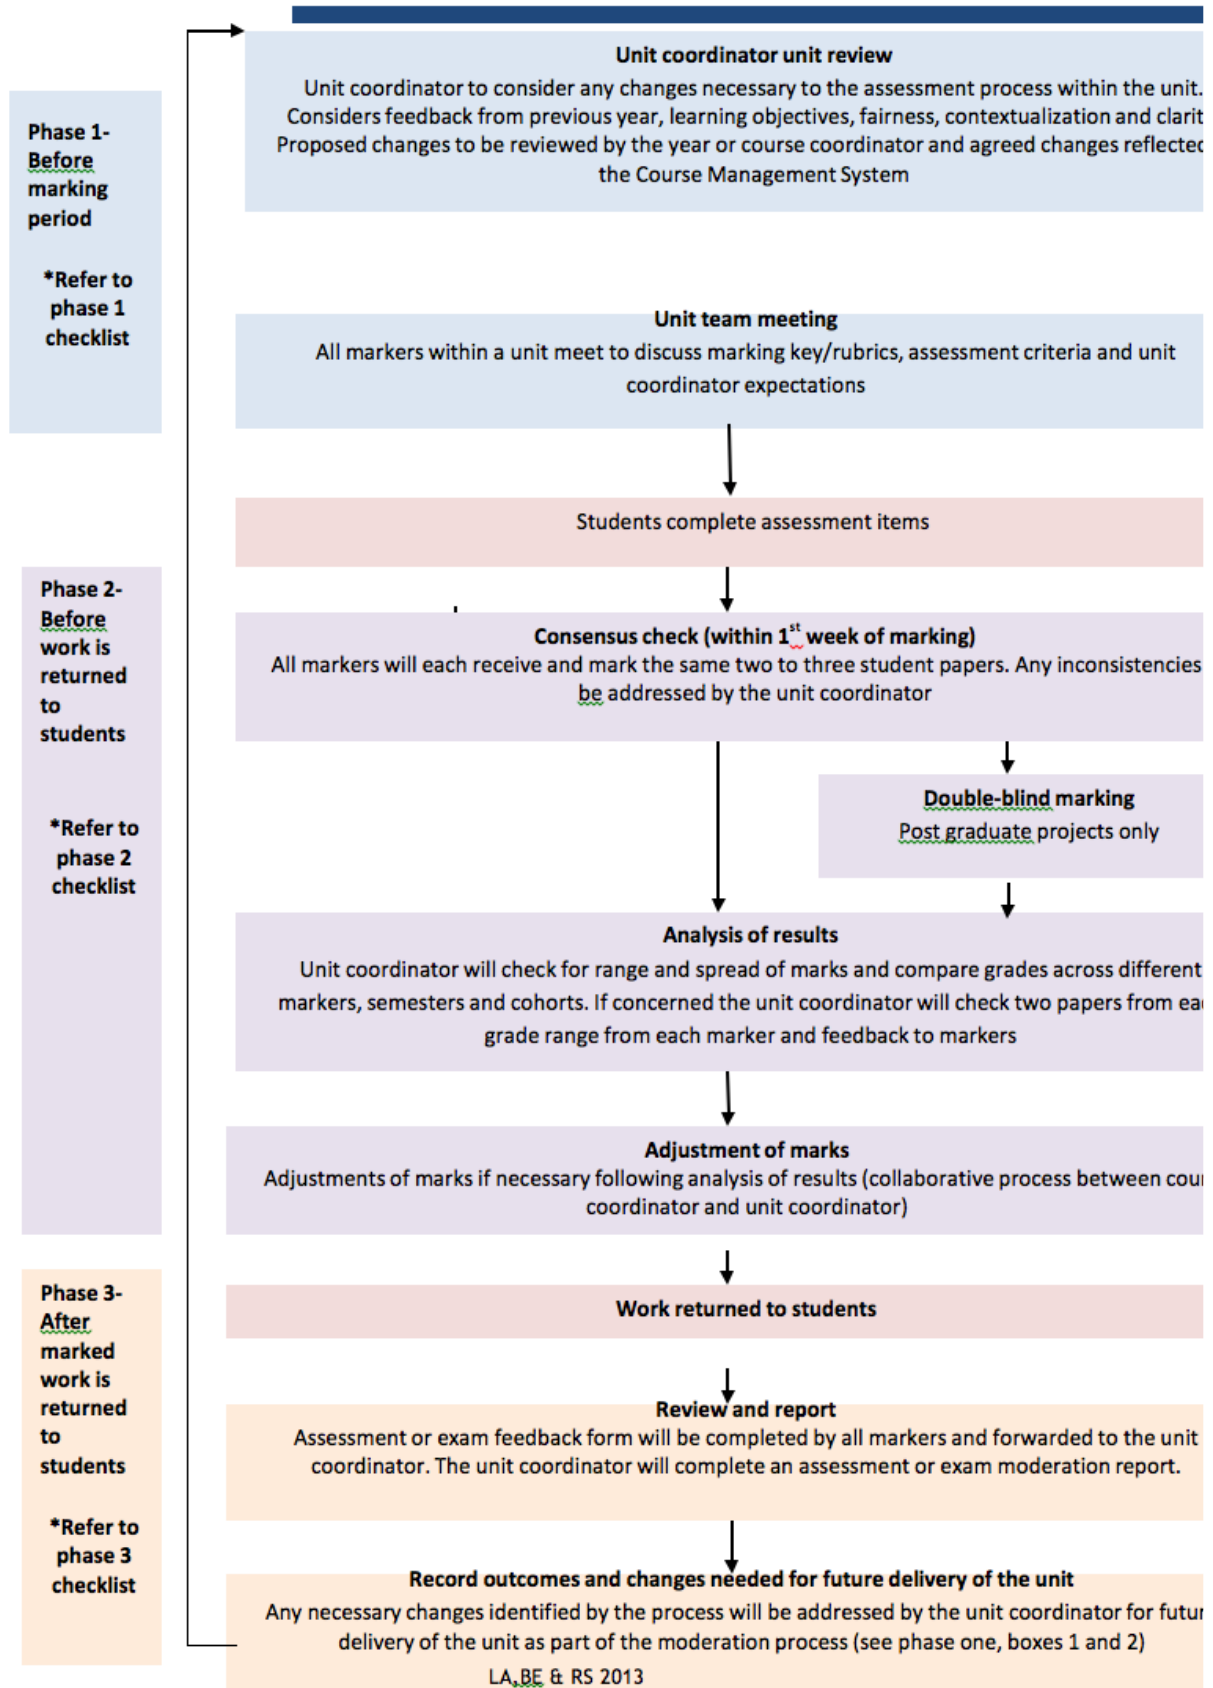 Unit coordinator unit review
Unit coordinator to consider any changes necessary to the assessment process within the unit.
Considers feedback from previous year, learning objectives, fairness, contextualization and clarit
Proposed changes to be reviewed by the year or course coordinator and agreed changes reflected
the Course Management System
Phase 1-
Before
marking
period
*Refer to
phase 1
checklist
Unit team meeting
All markers within a unit meet to discuss marking key/rubrics, assessment criteria and unit
coordinator expectations
Students complete assessment items
Phase 2-
Before
work is
returned
to
students
*Refer to
phase 2
checklist
Consensus check (within 1st week of marking)
All markers will each receive and mark the same two to three student papers. Any inconsistencies
be addressed by the unit coordinator
Double-blind marking
Post graduate projects only
Analysis of results
Unit coordinator will check for range and spread of marks and compare grades across different
markers, semesters and cohorts. If concerned the unit coordinator will check two papers from eac
grade range from each marker and feedback to markers
Adjustment of marks
Adjustments of marks if necessary following analysis of results (collaborative process between cour
coordinator and unit coordinator)
Phase 3-
After
marked
work is
returned
to
students
*Refer to
phase 3
checklist
Work returned to students
Review and report
Assessment or exam feedback form will be completed by all markers and forwarded to the unit
coordinator. The unit coordinator will complete an assessment or exam moderation report.
Record outcomes and changes needed for future delivery of the unit
Any necessary changes identified by the process will be addressed by the unit coordinator for futur
delivery of the unit as part of the moderation process (see phase one, boxes 1 and 2)
LA,BE & RS 2013